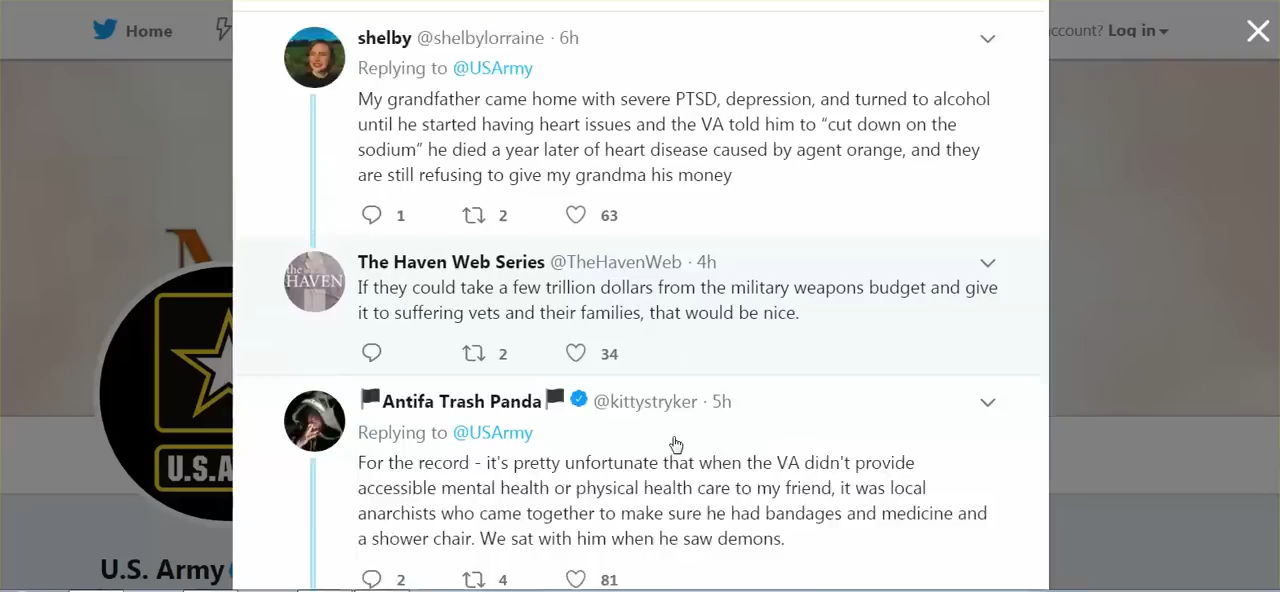 Home
ccount? Log in
shelby @shelbylorraine · 6h
Replying to @USArmy
My grandfather came home with severe PTSD, depression, and turned to alcohol
until he started having heart issues and the VA told him to “cut down on the
sodium” he died a year later of heart disease caused by agent orange, and they
are still refusing to give my grandma his money
1 2 63
the HAVEN
The Haven Web Series @TheHavenWeb · 4h
If they could take a few trillion dollars from the military weapons budget and give
it to suffering vets and their families, that would be nice.
2 34
Antifa Trash Panda @kittystryker · 5h
Replying to @USArmy
For the record - it's pretty unfortunate that when the VA didn't provide
accessible mental health or physical health care to my friend, it was local
anarchists who came together to make sure he had bandages and medicine and
a shower chair. We sat with him when he saw demons.
2 4 81
U.S.A
U.S. Army